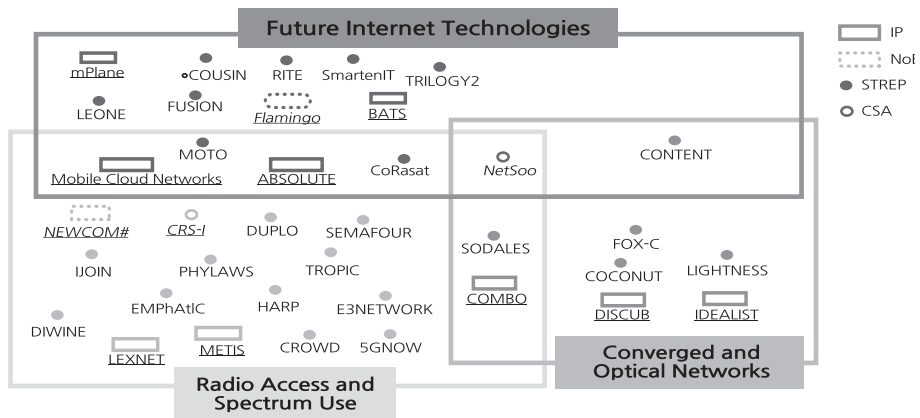 Future Internet Technologies
IP
NoE
STREP
CSA
mPlane
COUSIN
RITE
SmartenIT
TRILOGY2
LEONE
FUSION
Flamingo
BATS
MOTO
Mobile Cloud Networks
ABSOLUTE
CoRasat
NetSoo
CONTENT
NEWCOM#
CRS-I
DUPLO
SEMAFOUR
SODALES
FOX-C
IJOIN
PHYLAWS
TROPIC
COCONUT
LIGHTNESS
EMPhAtIC
HARP
E3NETWORK
COMBO
DISCUB
IDEALIST
DIWINE
LEXNET
METIS
CROWD
5GNOW
Converged and
Optical Networks
Radio Access and
Spectrum Use